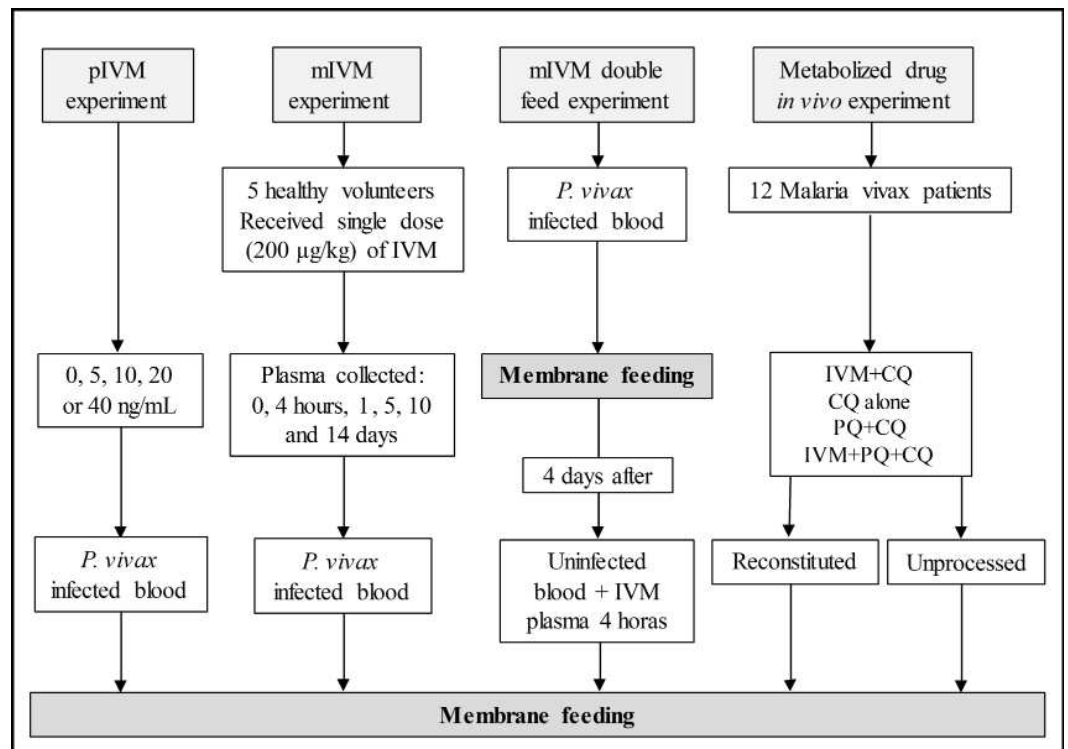 pIVM
experiment
mIVM
experiment
mIVM double
feed experiment
Metabolized drug
in vivo experiment
5 healthy volunteers
Received single dose
(200 µg/kg) of IVM
P. vivax
infected blood
12 Malaria vivax patients
0, 5, 10, 20
or 40 ng/mL
Plasma collected:
0, 4 hours, 1, 5, 10
and 14 days
Membrane feeding
IVM+CQ
CQ alone
PQ+CQ
IVM+PQ+CQ
4 days after
P. vivax
infected blood
P. vivax
infected blood
Uninfected
blood + IVM
plasma 4 horas
Reconstituted
Unprocessed
Membrane feeding